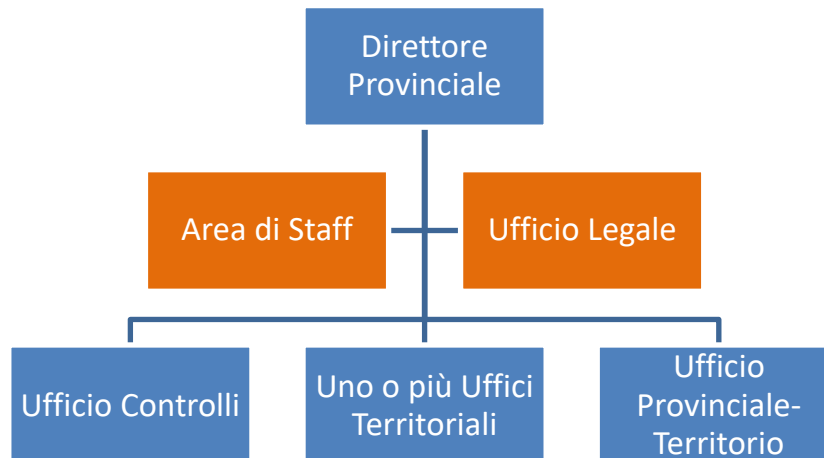 Direttore
Provinciale
Area di Staff
Ufficio Legale
Ufficio Controlli
Uno o più Uffici
Territoriali
Ufficio
Provinciale-
Territorio